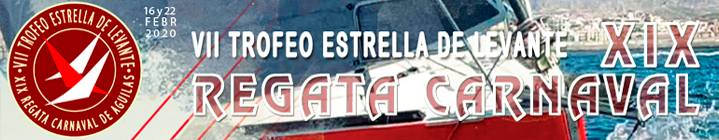 VII TROFEO ESTRELLA DE LEVANTE
XIX REGATA CARNAVAL DE AGUILAS
16 y 22
FEBR
2020
VII TROFEO ESTRELLA DE LEVANTE
XIX
REGATA CARNAVAL